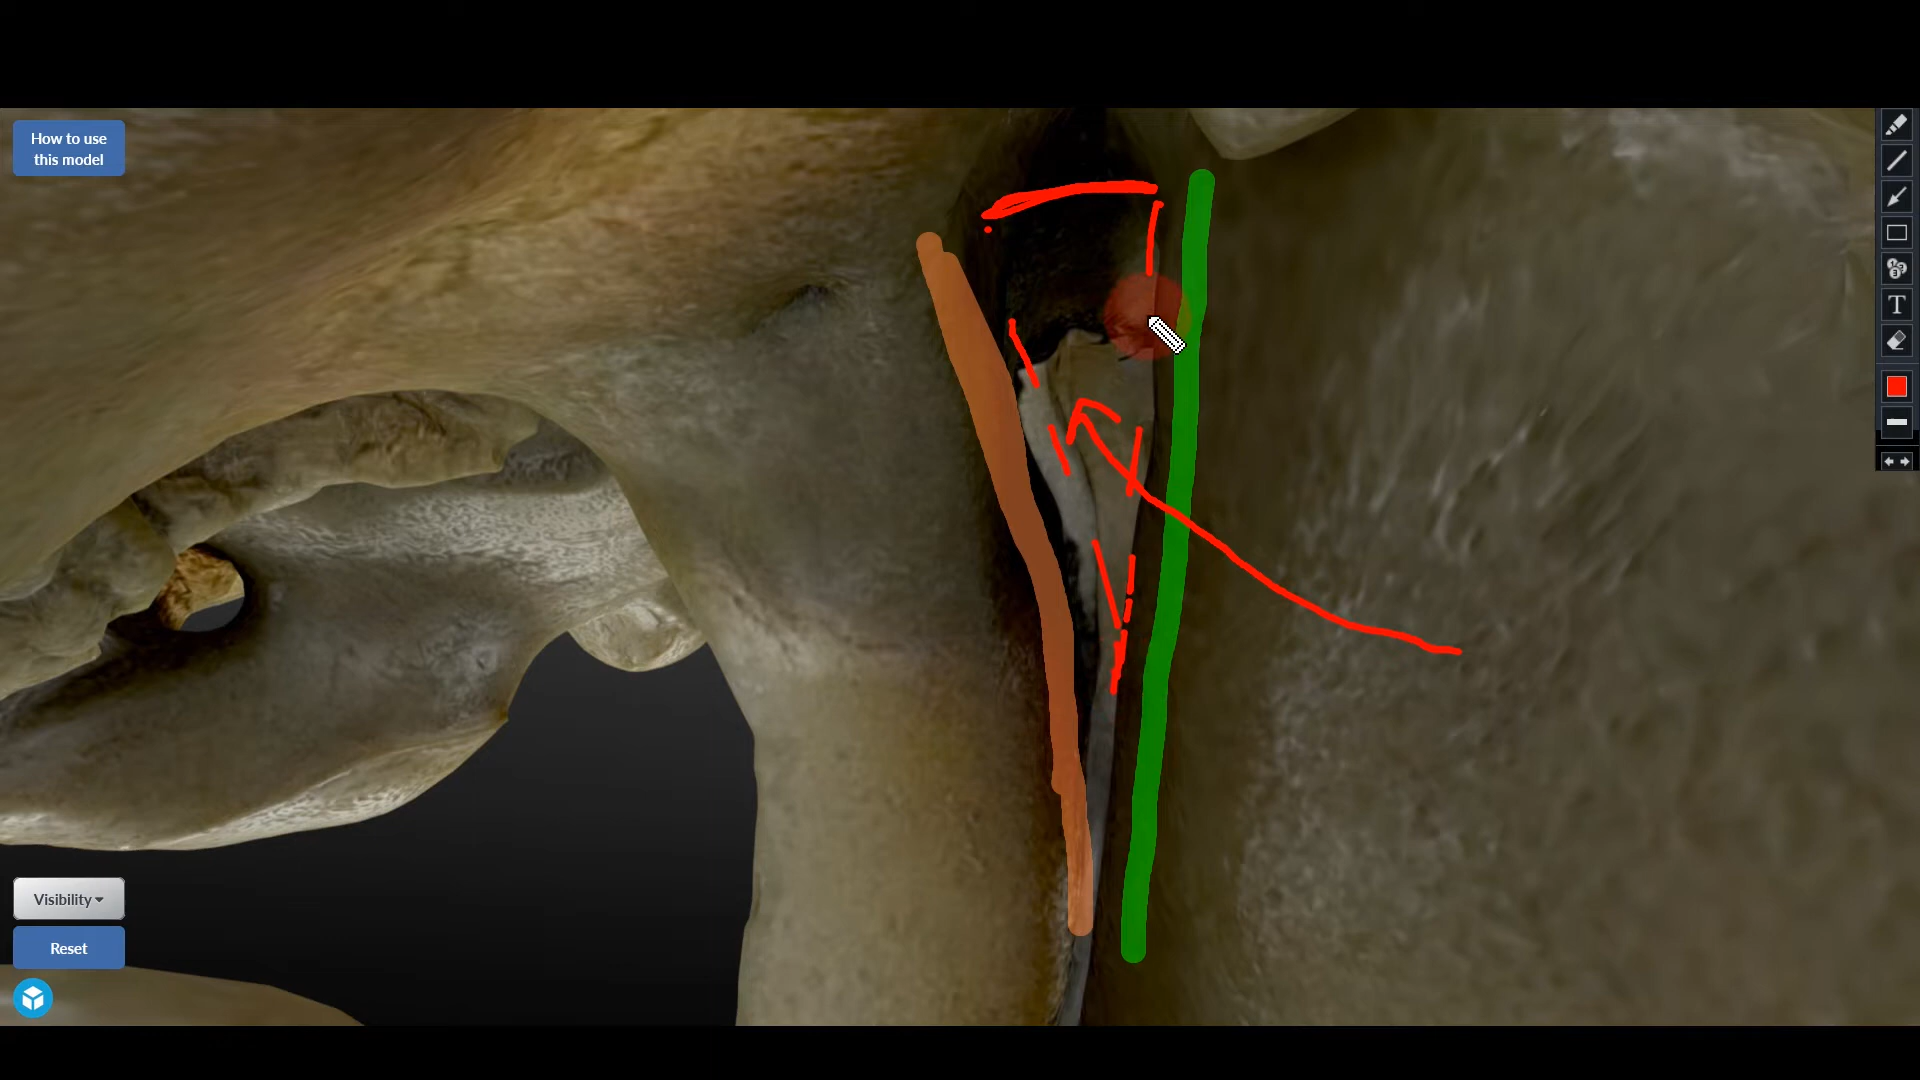 How to use
this model
T
Visibility
Reset